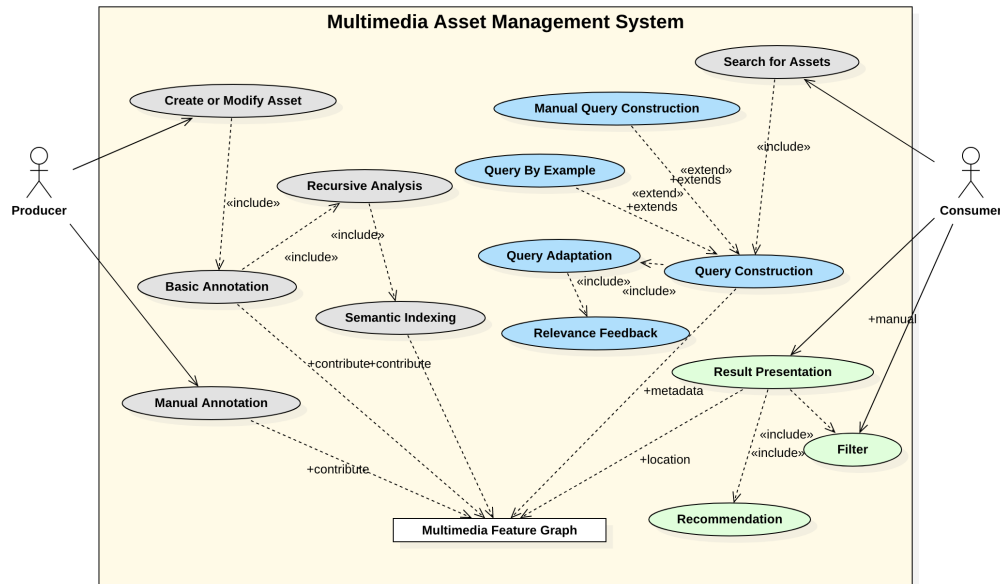 Multimedia Asset Management System
Search for Assets
Create or Modify Asset
Manual Query Construction
«include»
Query By Example
«extend»
+extends
Producer
Consumer
Recursive Analysis
«extend»
+extends
«include»
«include»
«include»
Query Adaptation
Query Construction
«include»
«include»
Basic Annotation
Semantic Indexing
Relevance Feedback
+manual
+contribute
+contribute
Result Presentation
+metadata
Manual Annotation
«include»
Filter
«include»
+location
+contribute
Recommendation
Multimedia Feature Graph